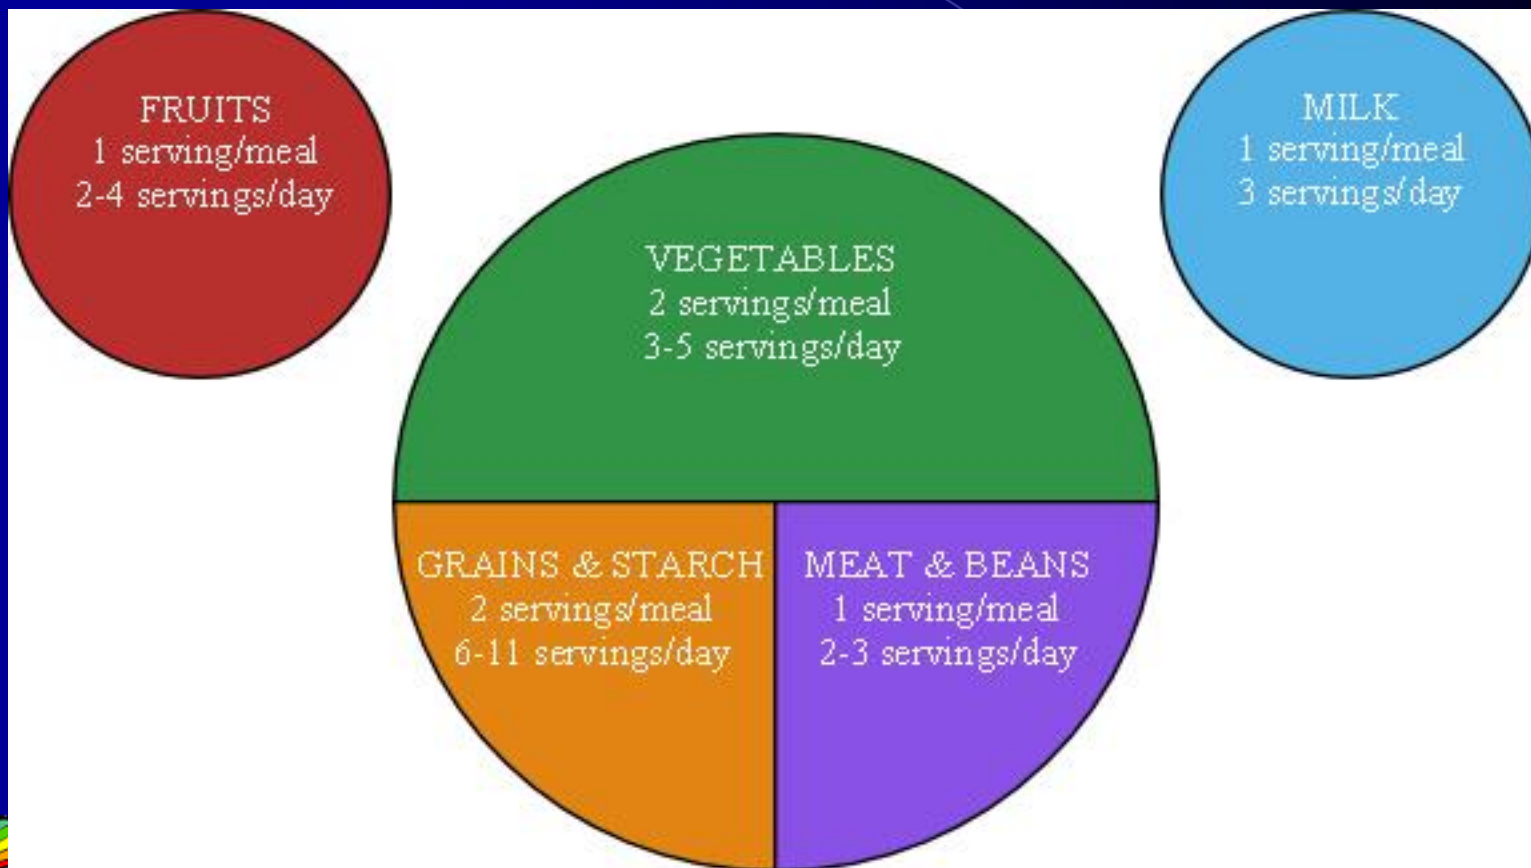 FRUITS
1 serving/meal
2-4 servings/day
MILK
1 serving/meal
3 servings/day
VEGETABLES
2 servings/meal
3-5 servings/day
GRAINS & STARCH
2 servings/meal
6-11 servings/day
MEAT & BEANS
1 serving/meal
2-3 servings/day